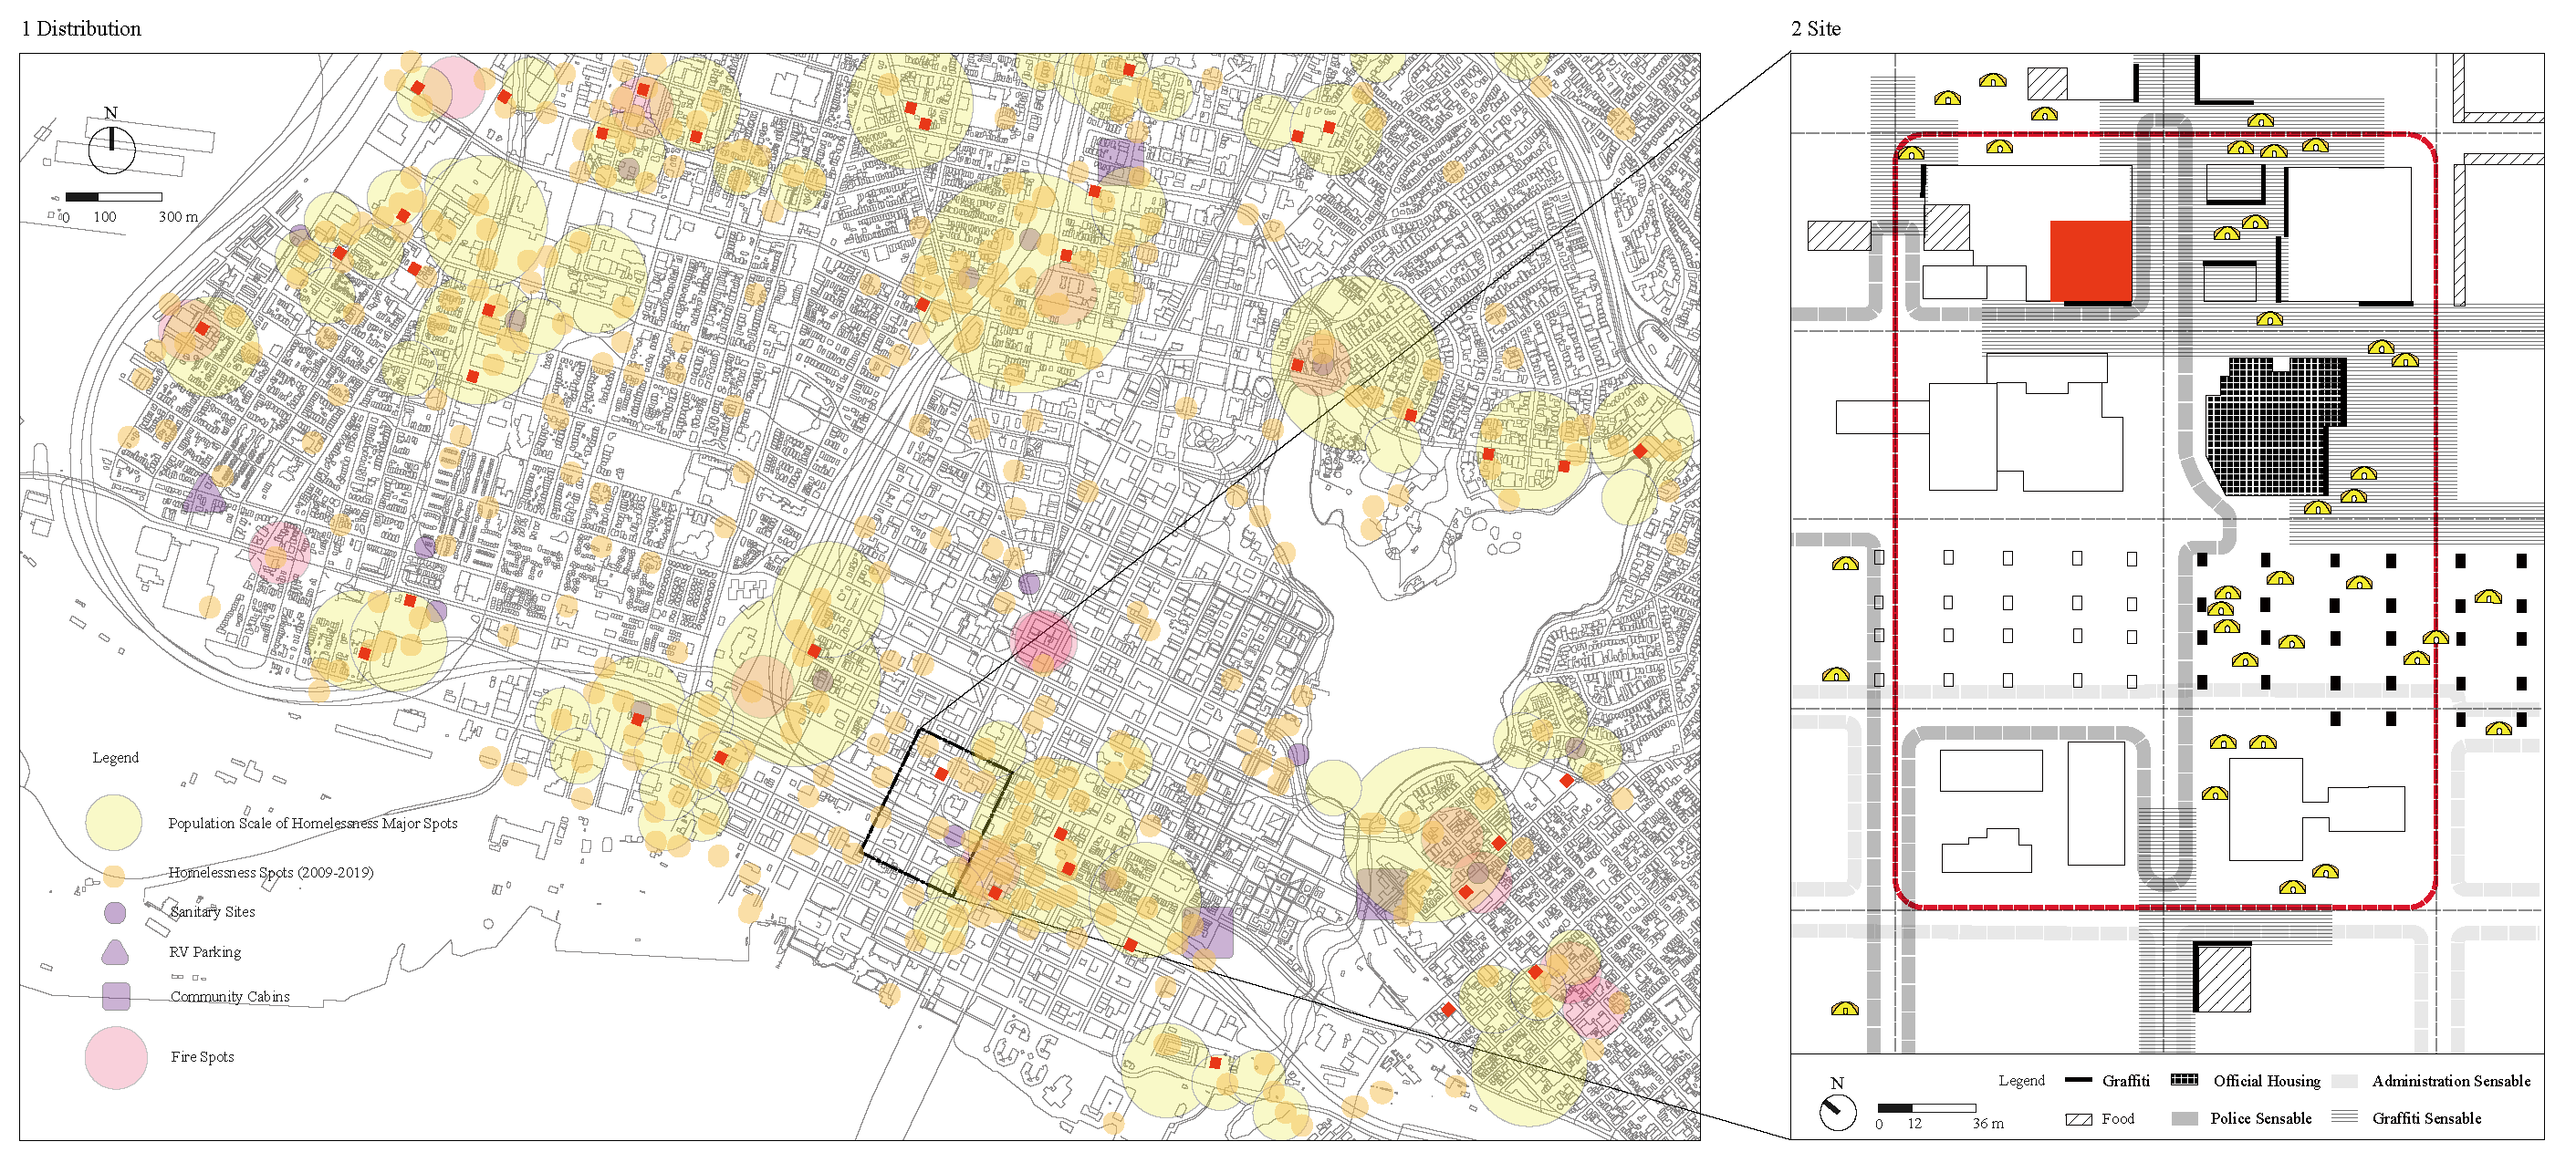 1 Distribution
N
0 100 300 m
Legend
Population Scale of Homelessness Major Spots
Homelessness Spots (2009-2019)
Sanitary Sites
RV Parking
Community Cabins
Fire Spots
2 Site
N
0 12 36 m
Legend Graffiti Official Housing Administration Sensable
Food Police Sensable Graffiti Sensable